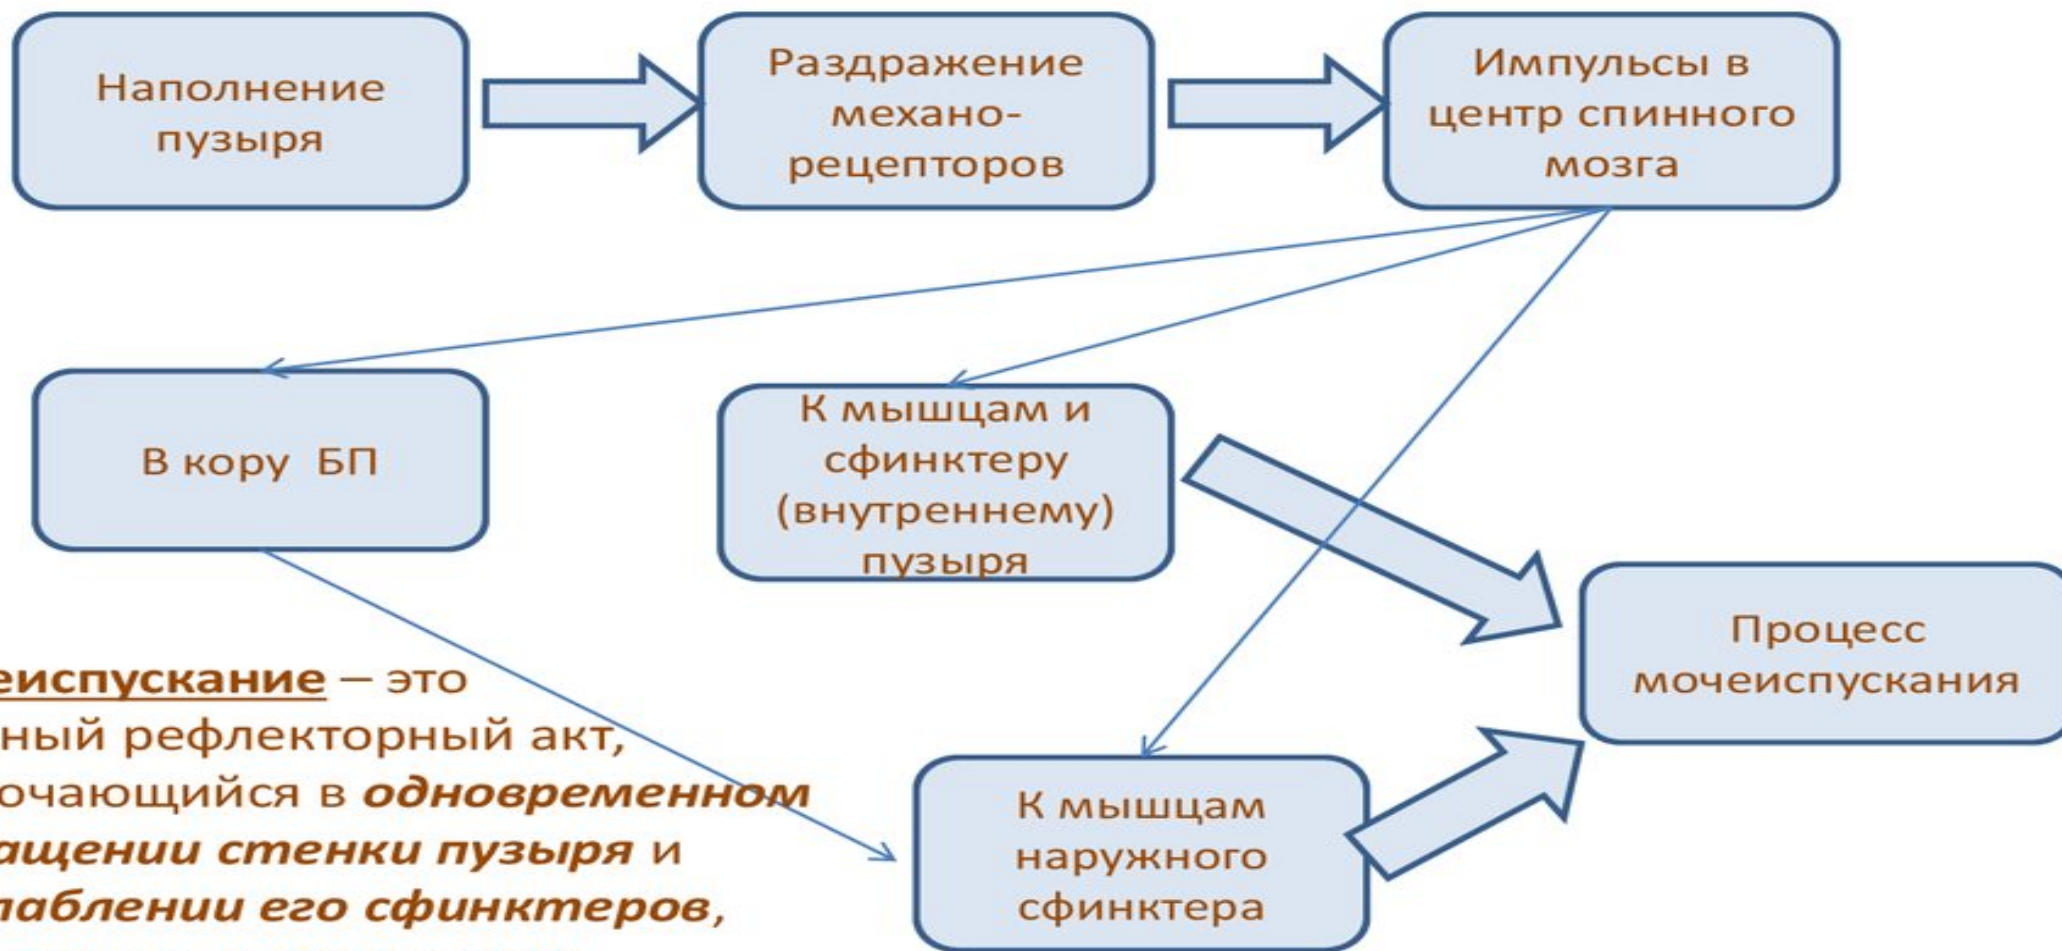 Наполнение
пузыря
Раздражение
механо-
рецепторов
Импульсы в
центр спинного
мозга
В кору БП
К мышцам и
сфинктеру
(внутреннему)
пузыря
Процесс
мочеиспускания
еиспускание – это
ный рефлекторный акт,
очающийся в одновременном
ащении стенки пузыря и
лаблении его сфинктеров,
К мышцам
наружного
сфинктера